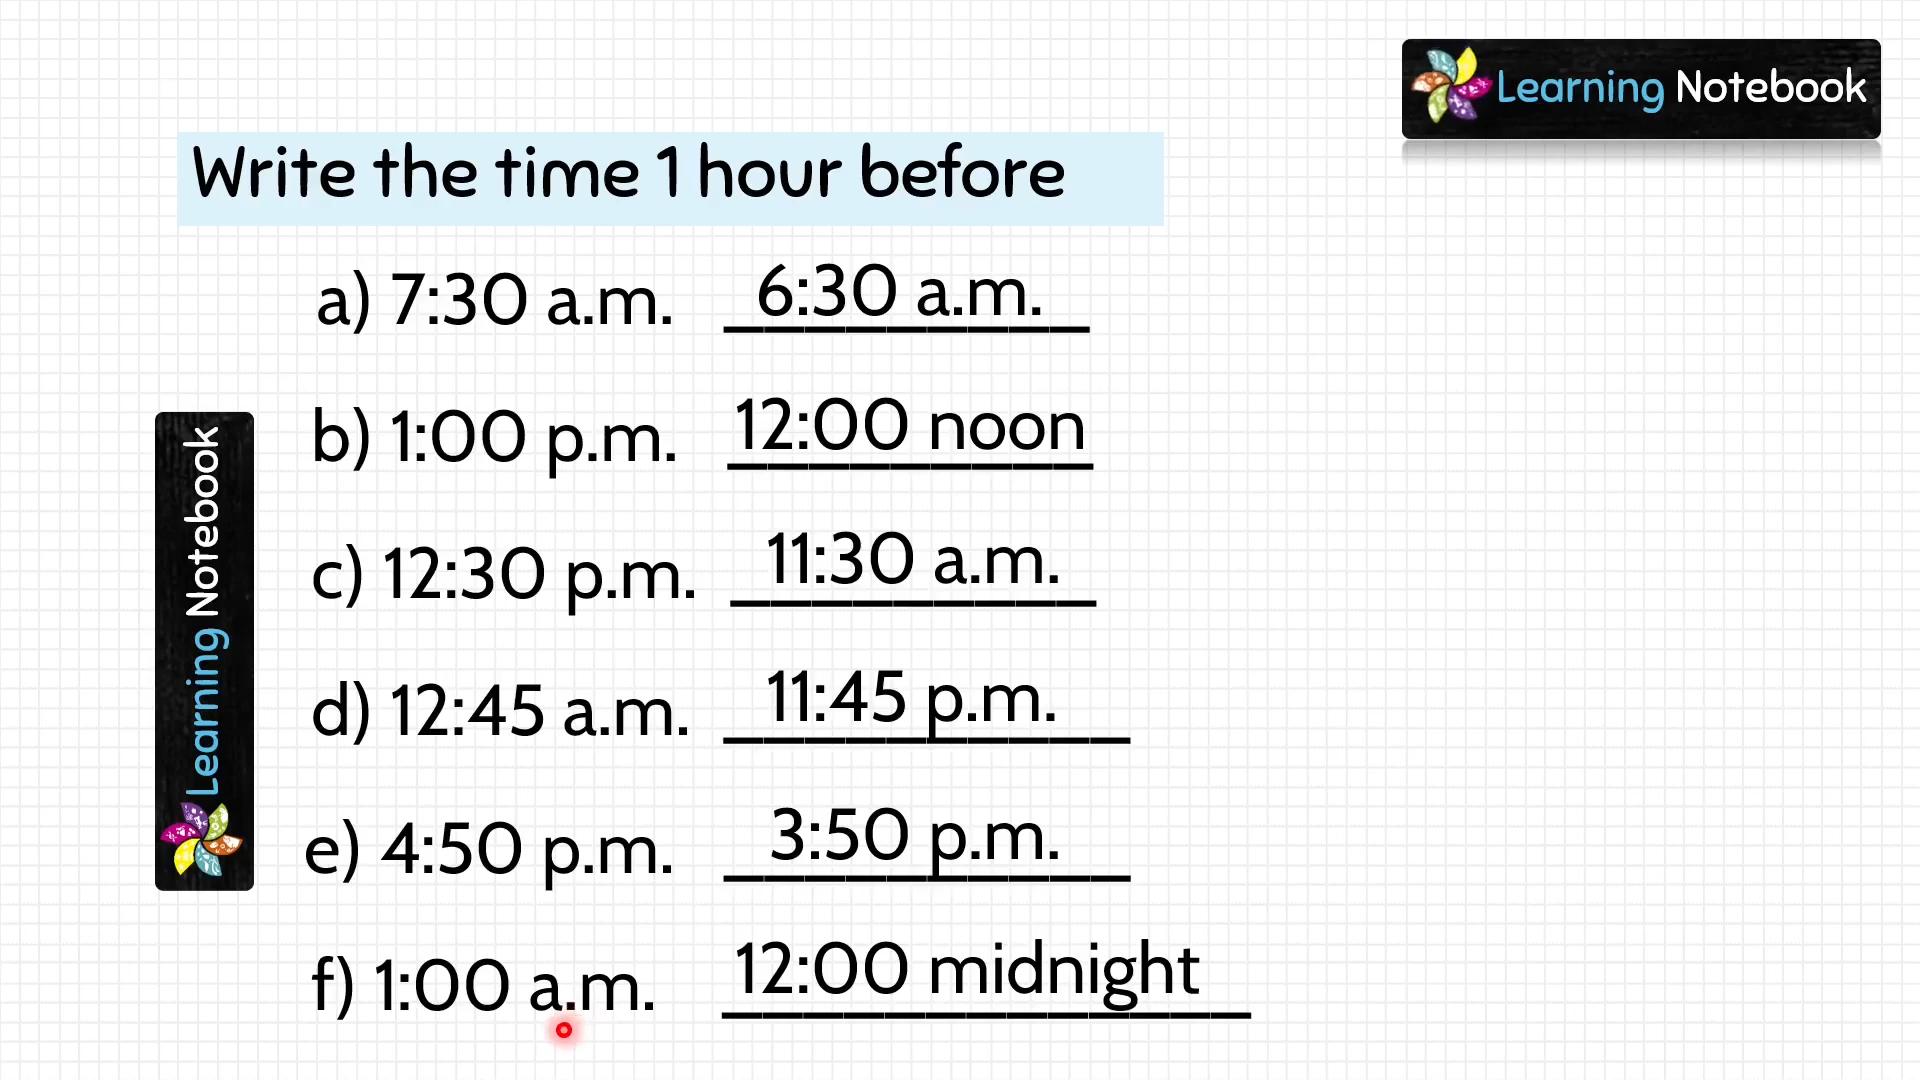 Learning Notebook
Write the time 1 hour before
a) 7:30 a.m. 6:30 a.m.
b) 1:00 p.m. 12:00 noon
c) 12:30 p.m. 11:30 a.m.
d) 12:45 a.m. 11:45 p.m.
e) 4:50 p.m. 3:50 p.m.
f) 1:00 a.m. 12:00 midnight
Learning Notebook